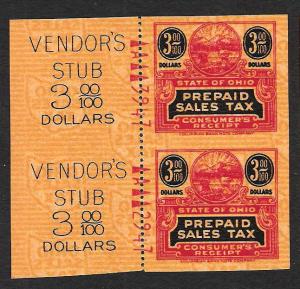 VENDOR'S
STUB
3 00/100
DOLLARS
3 00/100
DOLLARS
3 00/100
DOLLARS
STATE OF OHIO
PREPAID
SALES TAX
CONSUMER'S
RECEIPT
VENDOR'S
STUB
3 00/100
DOLLARS
3 00/100
DOLLARS
3 00/100
DOLLARS
STATE OF OHIO
PREPAID
SALES TAX
CONSUMER'S
RECEIPT